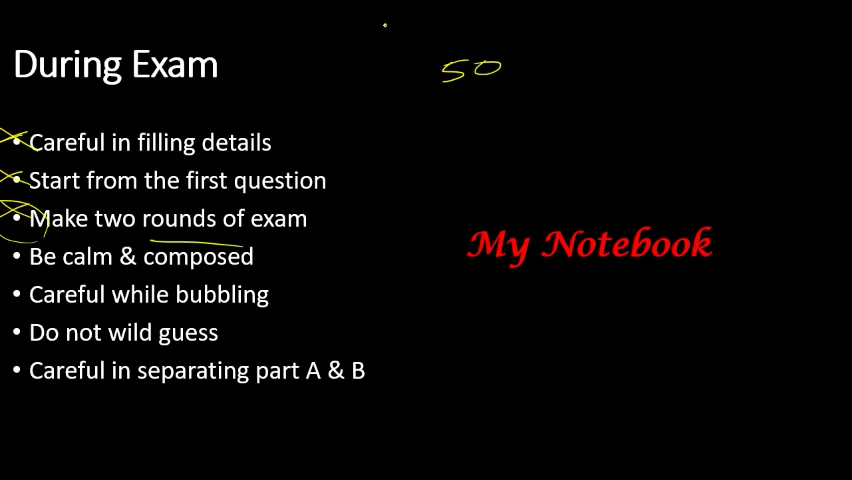 During Exam
50
• Careful in filling details
• Start from the first question
• Make two rounds of exam
• Be calm & composed
• Careful while bubbling
• Do not wild guess
• Careful in separating part A & B
My Notebook